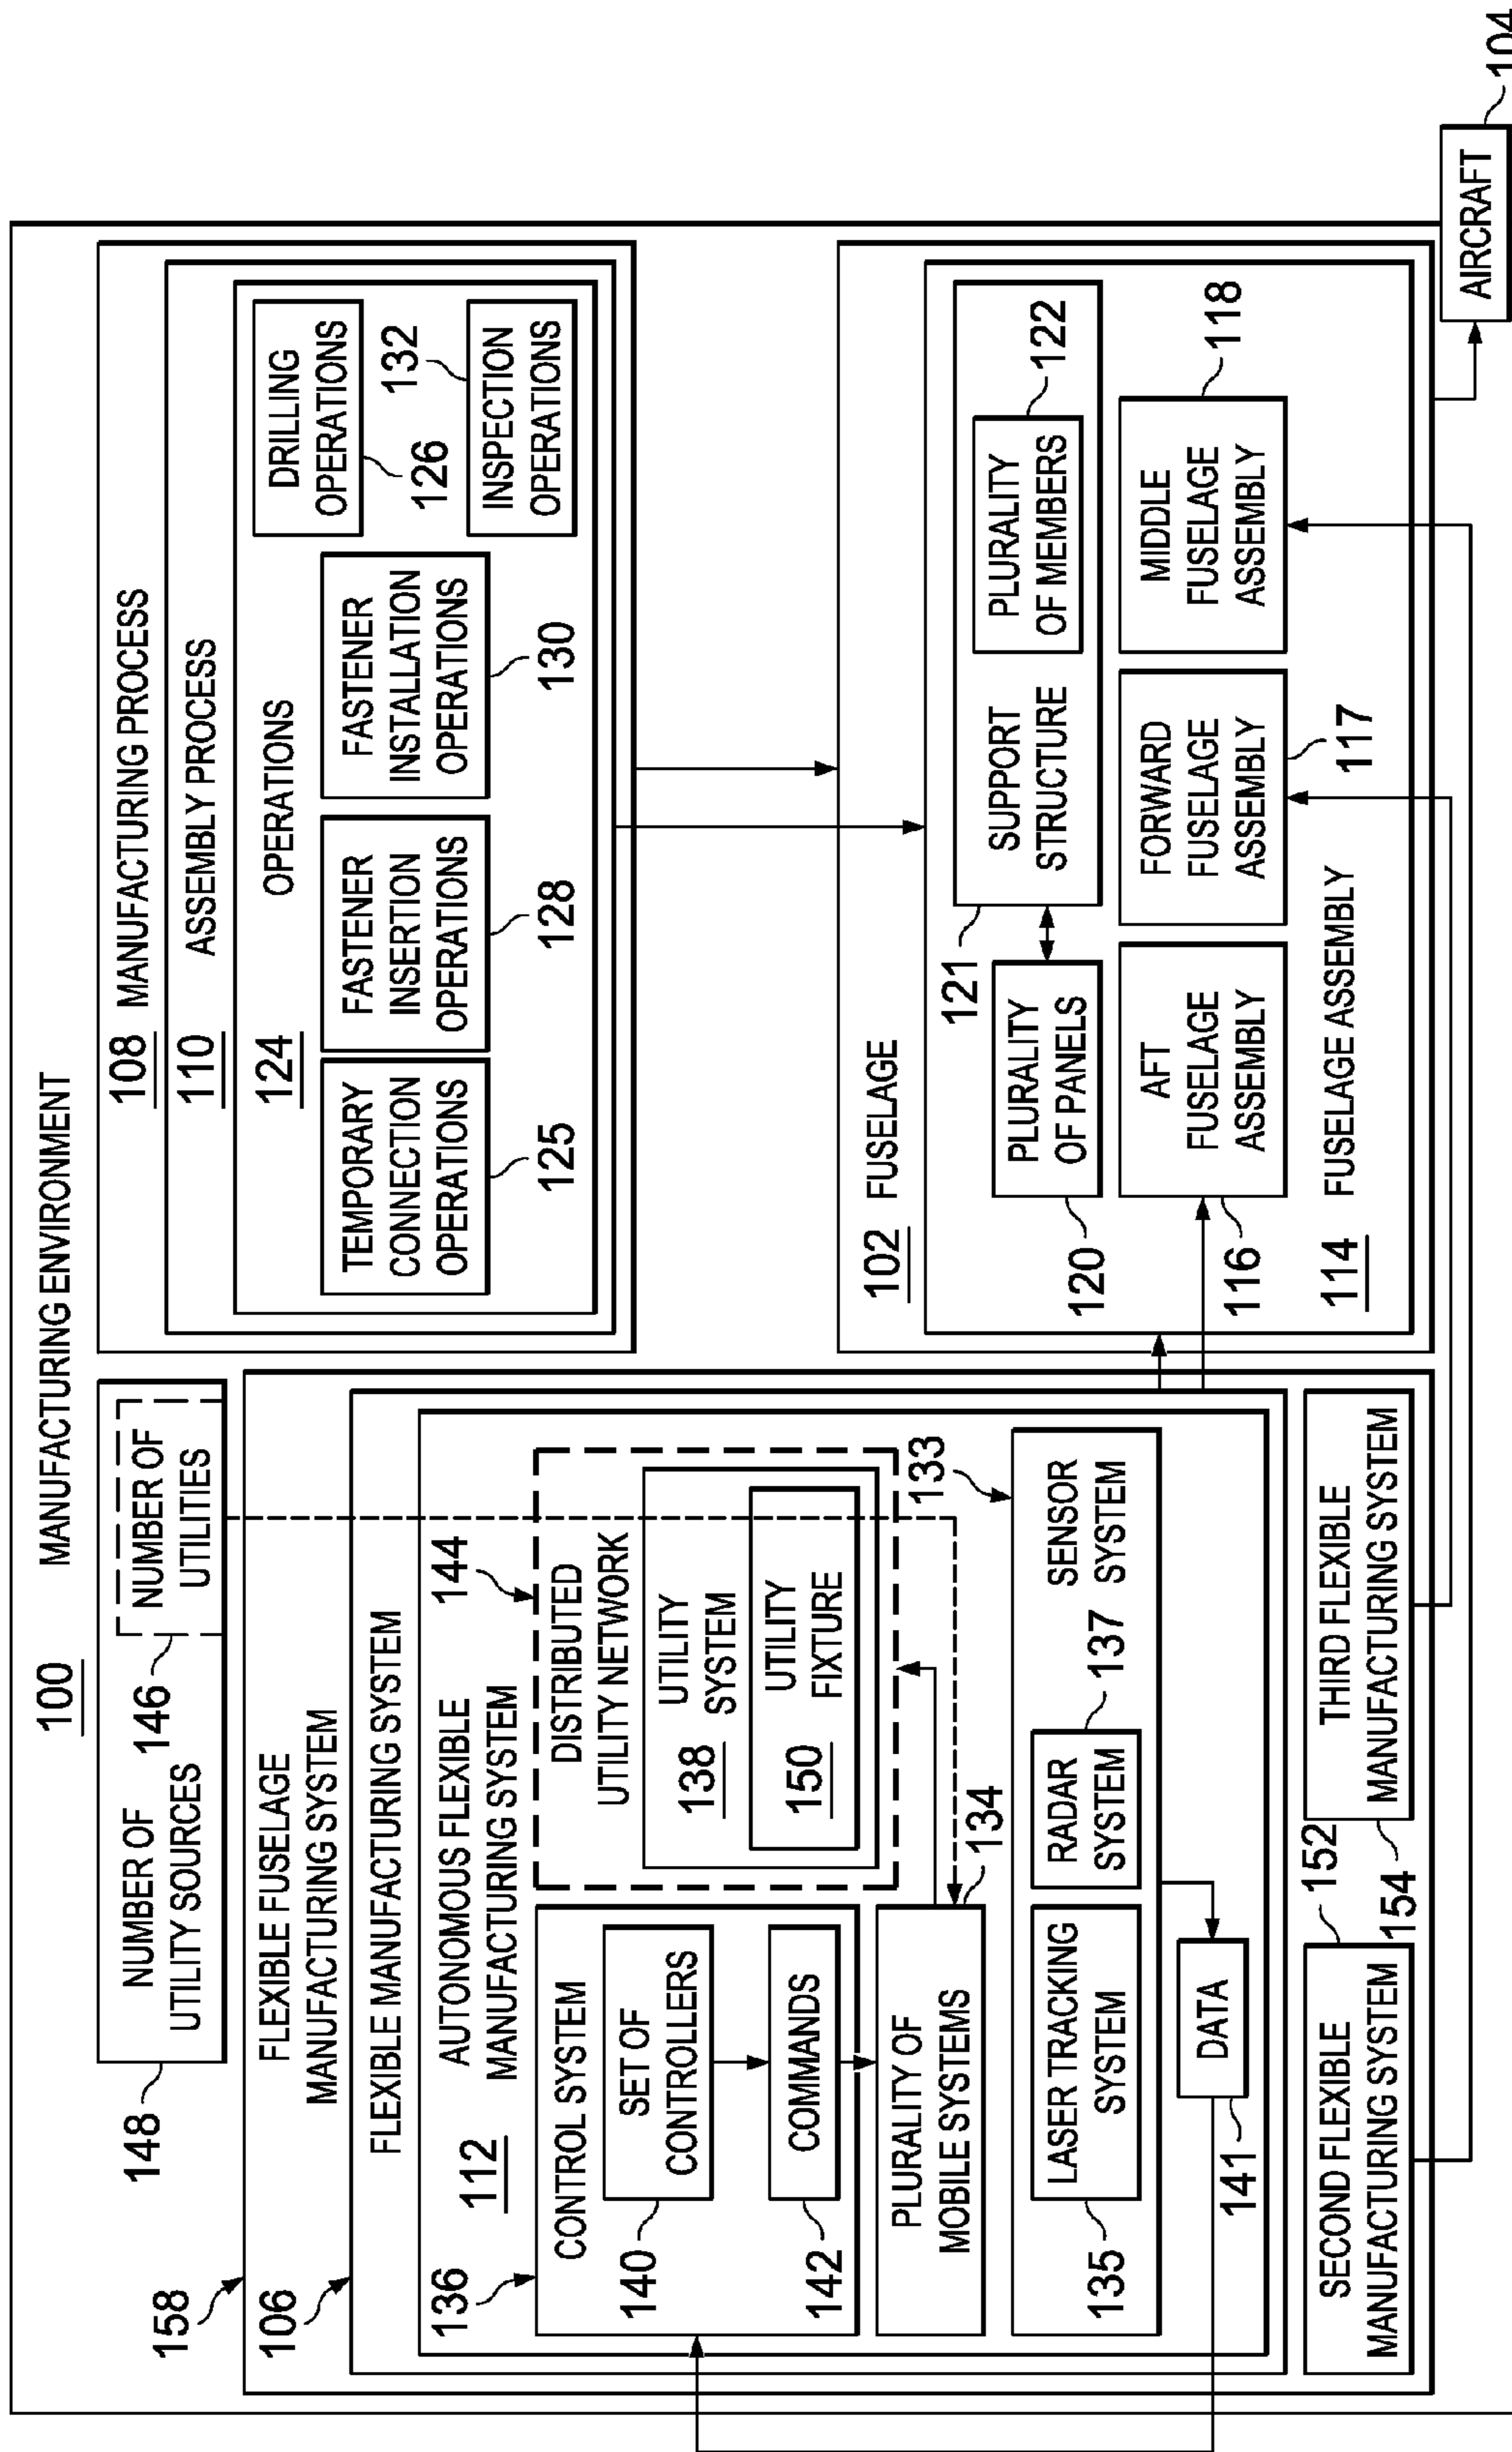 MANUFACTURING ENVIRONMENT
100
NUMBER OF
UTILITY SOURCES
148
NUMBER OF
UTILITIES
146
FLEXIBLE FUSELAGE
MANUFACTURING SYSTEM
158
FLEXIBLE MANUFACTURING SYSTEM
106
AUTONOMOUS FLEXIBLE
MANUFACTURING SYSTEM
112
CONTROL SYSTEM
136
SET OF
CONTROLLERS
140
COMMANDS
142
DISTRIBUTED
UTILITY NETWORK
144
UTILITY
SYSTEM
138
UTILITY
FIXTURE
150
PLURALITY OF
MOBILE SYSTEMS
134
SENSOR
SYSTEM
133
LASER TRACKING
SYSTEM
135
RADAR
SYSTEM
137
DATA
141
SECOND FLEXIBLE
MANUFACTURING SYSTEM
152
THIRD FLEXIBLE
MANUFACTURING SYSTEM
154
108
MANUFACTURING PROCESS
110
ASSEMBLY PROCESS
124
OPERATIONS
TEMPORARY
CONNECTION
OPERATIONS
125
FASTENER
INSERTION
OPERATIONS
128
FASTENER
INSTALLATION
OPERATIONS
130
DRILLING
OPERATIONS
126
INSPECTION
OPERATIONS
132
102
FUSELAGE
PLURALITY
OF PANELS
120
SUPPORT
STRUCTURE
121
PLURALITY
OF MEMBERS
122
AFT
FUSELAGE
ASSEMBLY
116
FORWARD
FUSELAGE
ASSEMBLY
117
MIDDLE
FUSELAGE
ASSEMBLY
118
114
FUSELAGE ASSEMBLY
AIRCRAFT
104